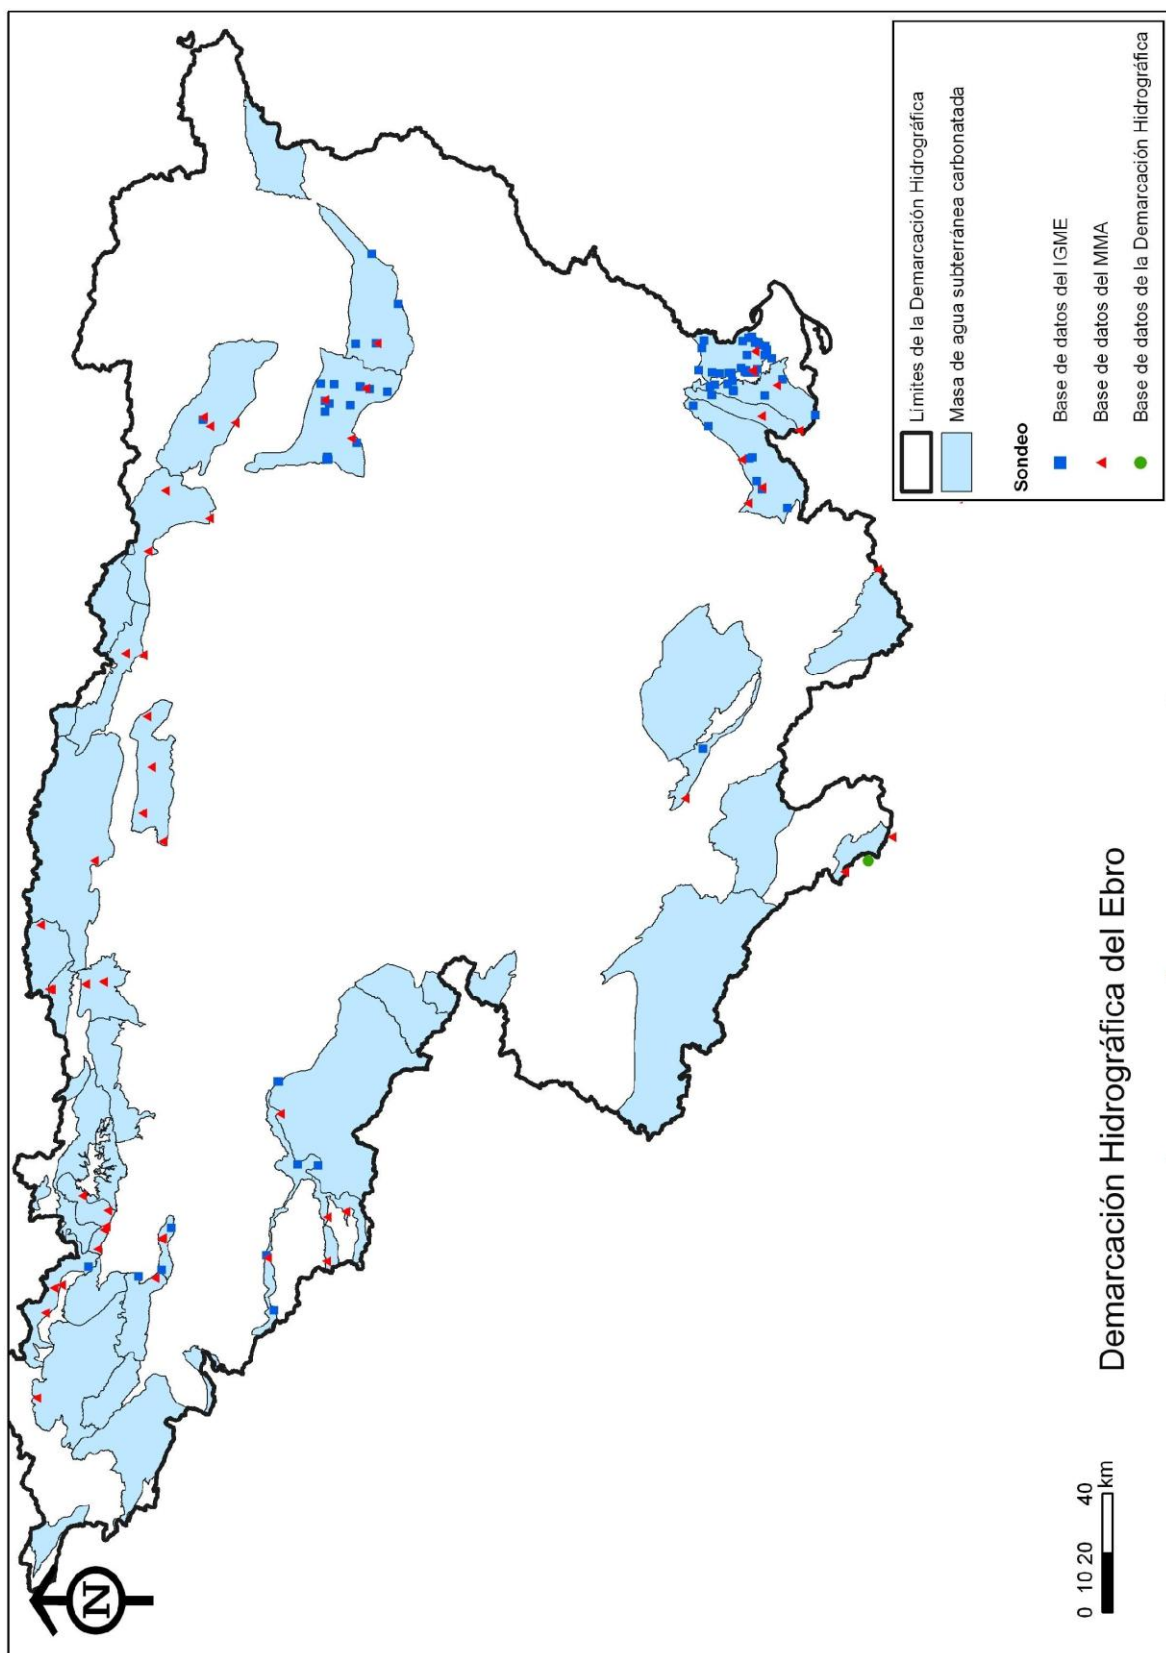 Límites de la Demarcación Hidrográfica
Masa de agua subterránea carbonatada
Sondeo
Base de datos del IGME
Base de datos del MMA
Base de datos de la Demarcación Hidrográfica
Demarcación Hidrográfica del Ebro
0 10 20 40
km
N